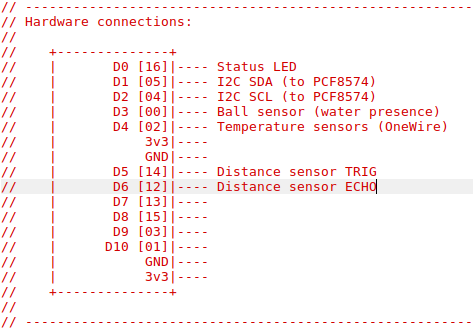 // --------------------------------------------------------
// Hardware connections:
//
//    +--------------+
//    |       D0 [16]|---- Status LED
//    |       D1 [05]|---- I2C SDA (to PCF8574)
//    |       D2 [04]|---- I2C SCL (to PCF8574)
//    |       D3 [00]|---- Ball sensor (water presence)
//    |       D4 [02]|---- Temperature sensors (OneWire)
//    |           3v3|----
//    |           GND|----
//    |       D5 [14]|---- Distance sensor TRIG
//    |       D6 [12]|---- Distance sensor ECHO
//    |       D7 [13]|----
//    |       D8 [15]|----
//    |       D9 [03]|----
//    |      D10 [01]|----
//    |           GND|----
//    |           3v3|----
//    +--------------+
//
// --------------------------------------------------------